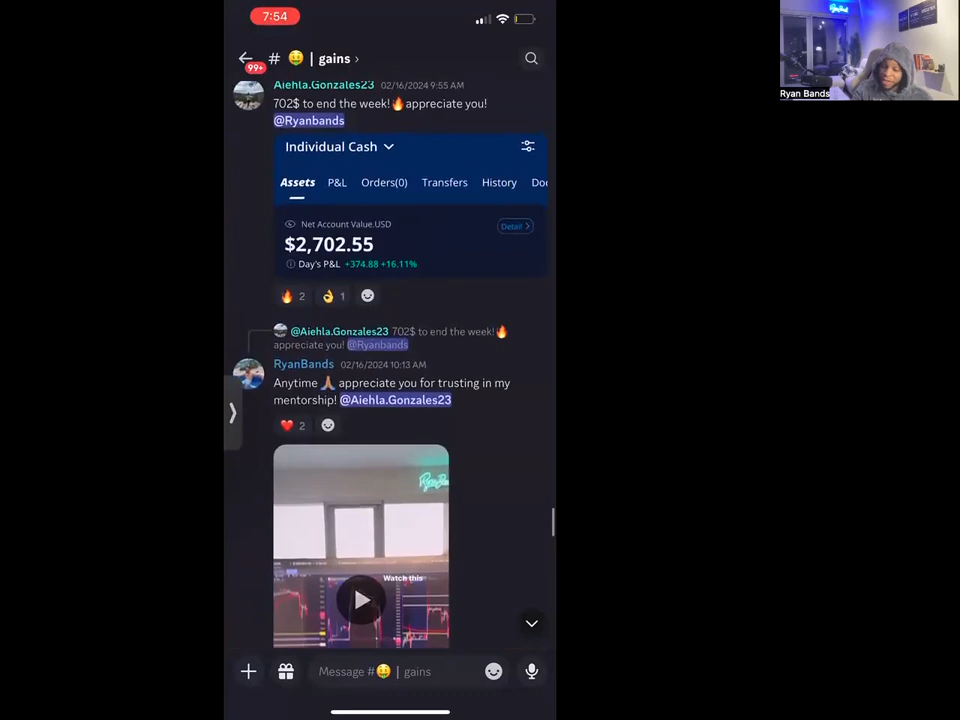 7:54
99+
# 🤑 | gains ›
Aiehla.Gonzales23 02/16/2024 9:55 AM
702$ to end the week!🔥appreciate you!
@Ryanbands
Individual Cash
Assets P&L Orders(0) Transfers History Doc
Net Account Value.USD
Detail >
$2,702.55
Day's P&L +374.88 +16.11%
🔥 2 👌 1
@Aiehla.Gonzales23 702$ to end the week!🔥
appreciate you! @Ryanbands
RyanBands 02/16/2024 10:13 AM
Anytime 🙏🏽 appreciate you for trusting in my
mentorship! @Aiehla.Gonzales23
❤️ 2
Watch this
Message #🤑 | gains
Ryan Bands